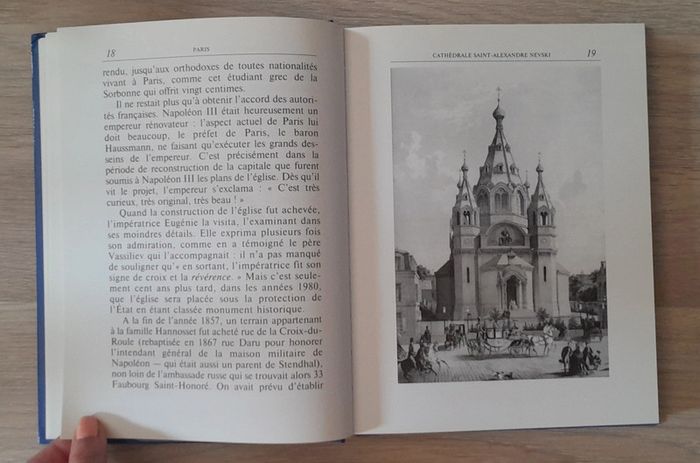 18
PARIS
rendu, jusqu'aux orthodoxes de toutes nationalités
vivant à Paris, comme cet étudiant grec de la
Sorbonne qui offrit vingt centimes.
Il ne restait plus qu'à obtenir l'accord des autori-
tés françaises. Napoléon III était heureusement un
empereur rénovateur : l'aspect actuel de Paris lui
doit beaucoup, le préfet de Paris, le baron
Haussmann, ne faisant qu'exécuter les grands des-
seins de l'empereur. C'est précisément dans la
période de reconstruction de la capitale que furent
soumis à Napoléon III les plans de l'église. Dès qu'il
vit le projet, l'empereur s'exclama : « C'est très
curieux, très original, très beau ! »
Quand la construction de l'église fut achevée,
l'impératrice Eugénie la visita, l'examinant dans
ses moindres détails. Elle exprima plusieurs fois
son admiration, comme en a témoigné le père
Vassiliev qui l'accompagnait : il n'a pas manqué
de souligner qu'« en sortant, l'impératrice fit son
signe de croix et la révérence. » Mais c'est seule-
ment cent ans plus tard, dans les années 1980,
que l'église sera placée sous la protection de
l'État en étant classée monument historique.
A la fin de l'année 1857, un terrain appartenant
à la famille Hannosset fut acheté rue de la Croix-du-
Roule (rebaptisée en 1867 rue Daru pour honorer
l'intendant général de la maison militaire de
Napoléon — qui était aussi un parent de Stendhal),
non loin de l'ambassade russe qui se trouvait alors 33
Faubourg Saint-Honoré. On avait prévu d'établir
CATHÉDRALE SAINT-ALEXANDRE NEVSKI
19